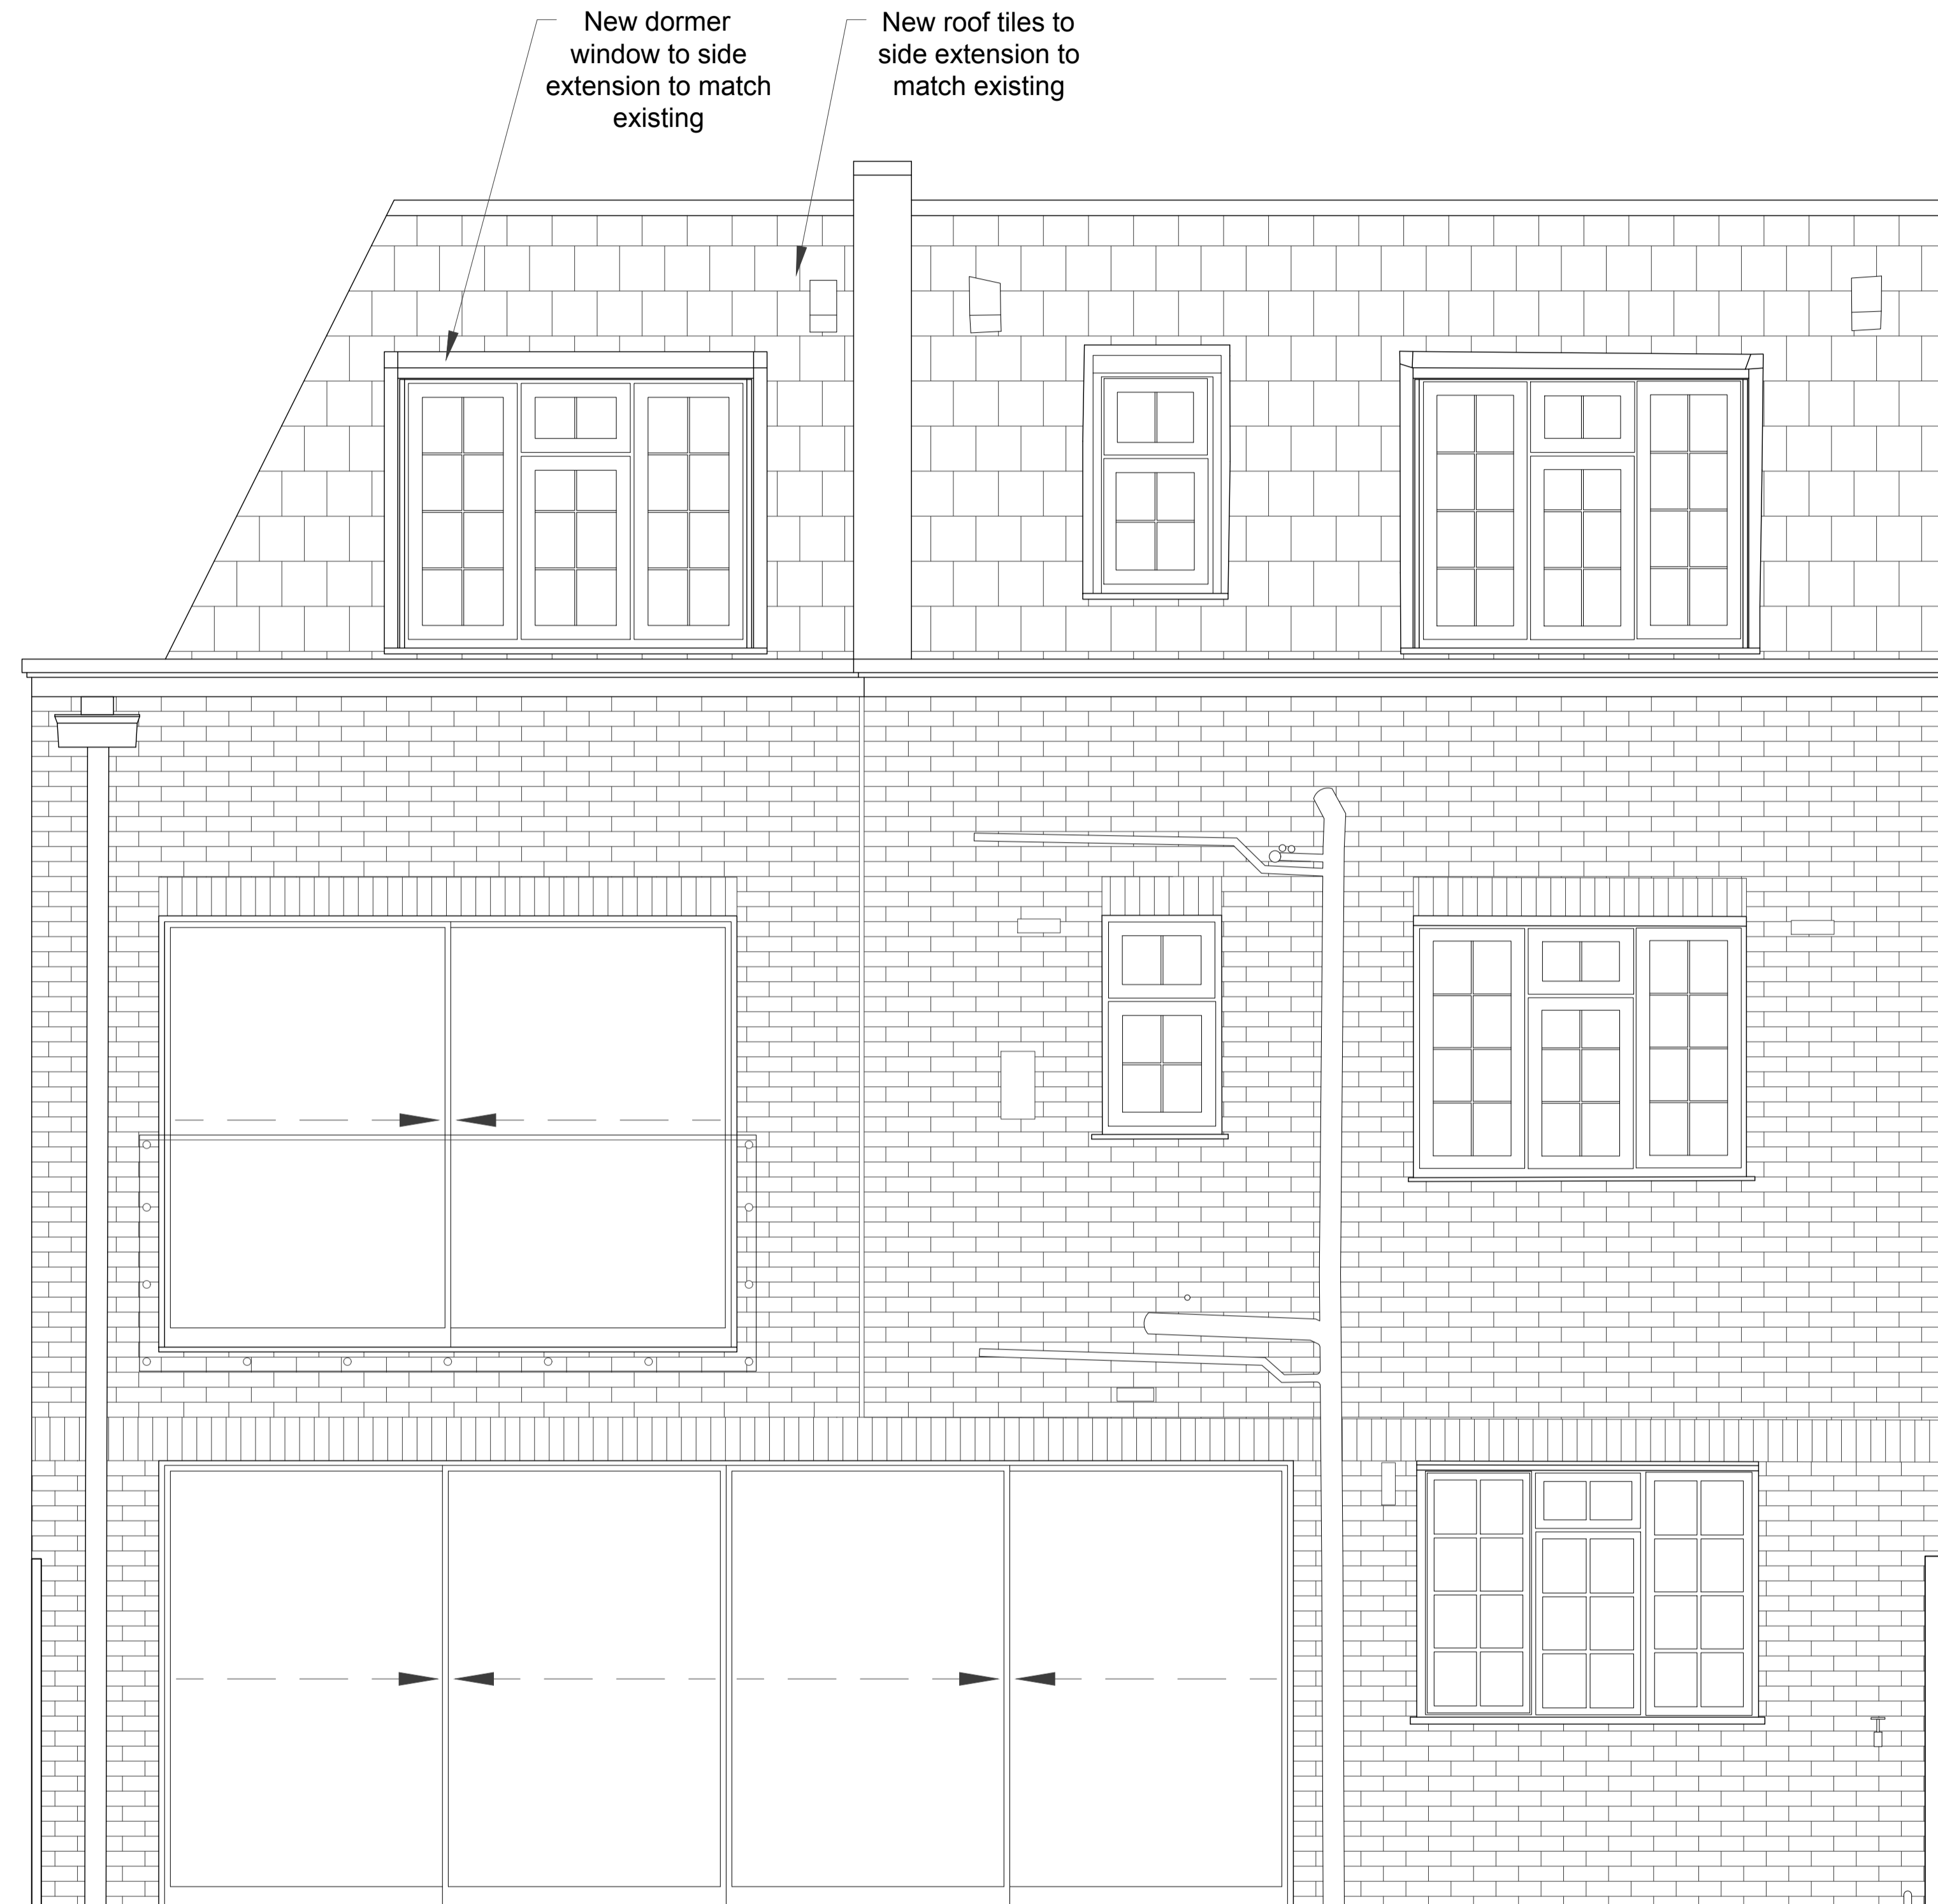 New dormer
window to side
extension to match
existing
New roof tiles to
side extension to
match existing